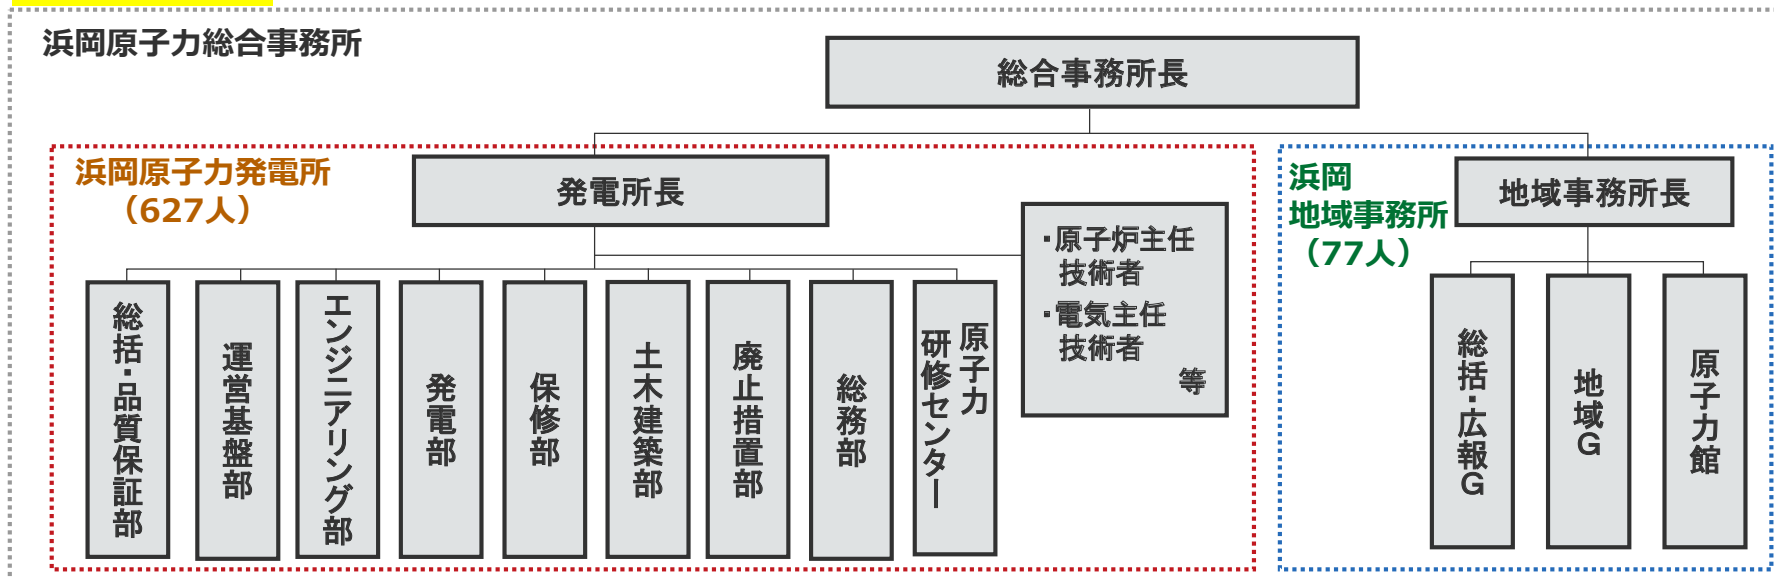 浜岡原子力総合事務所
総合事務所長
浜岡原子力発電所
（627人）
発電所長
浜岡
地域事務所
（77人）
地域事務所長
・原子炉主任
技術者
・電気主任
技術者
等
総括・品質保証部
運営基盤部
エンジニアリング部
発電部
保修部
土木建築部
廃止措置部
総務部
原子力
研修センター
総括・広報G
地域G
原子力館